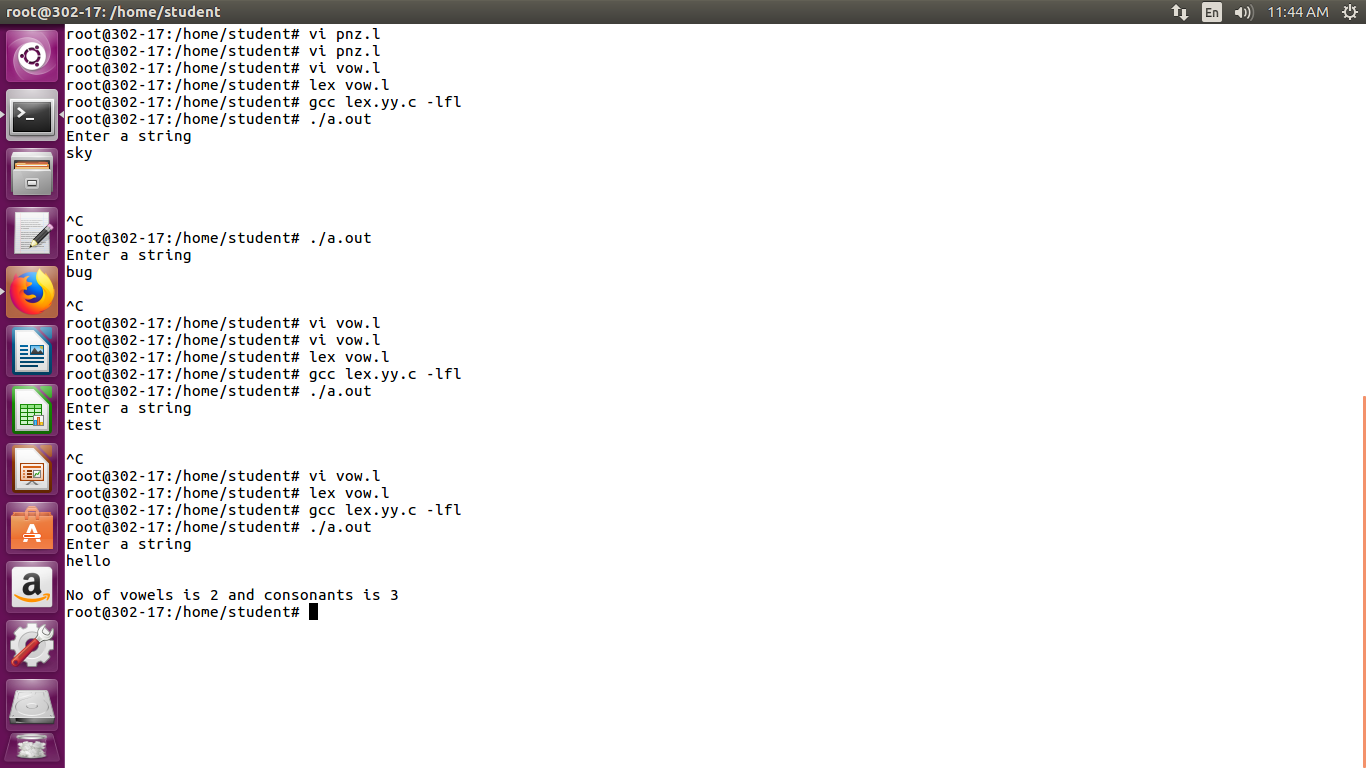 root@302-17: /home/student
En
11:44 AM
root@302-17:/home/student# vi pnz.l
root@302-17:/home/student# vi pnz.l
root@302-17:/home/student# vi vow.l
root@302-17:/home/student# lex vow.l
root@302-17:/home/student# gcc lex.yy.c -lfl
root@302-17:/home/student# ./a.out
Enter a string
sky
^C
root@302-17:/home/student# ./a.out
Enter a string
bug
^C
root@302-17:/home/student# vi vow.l
root@302-17:/home/student# vi vow.l
root@302-17:/home/student# lex vow.l
root@302-17:/home/student# gcc lex.yy.c -lfl
root@302-17:/home/student# ./a.out
Enter a string
test
^C
root@302-17:/home/student# vi vow.l
root@302-17:/home/student# lex vow.l
root@302-17:/home/student# gcc lex.yy.c -lfl
root@302-17:/home/student# ./a.out
Enter a string
hello
No of vowels is 2 and consonants is 3
root@302-17:/home/student#